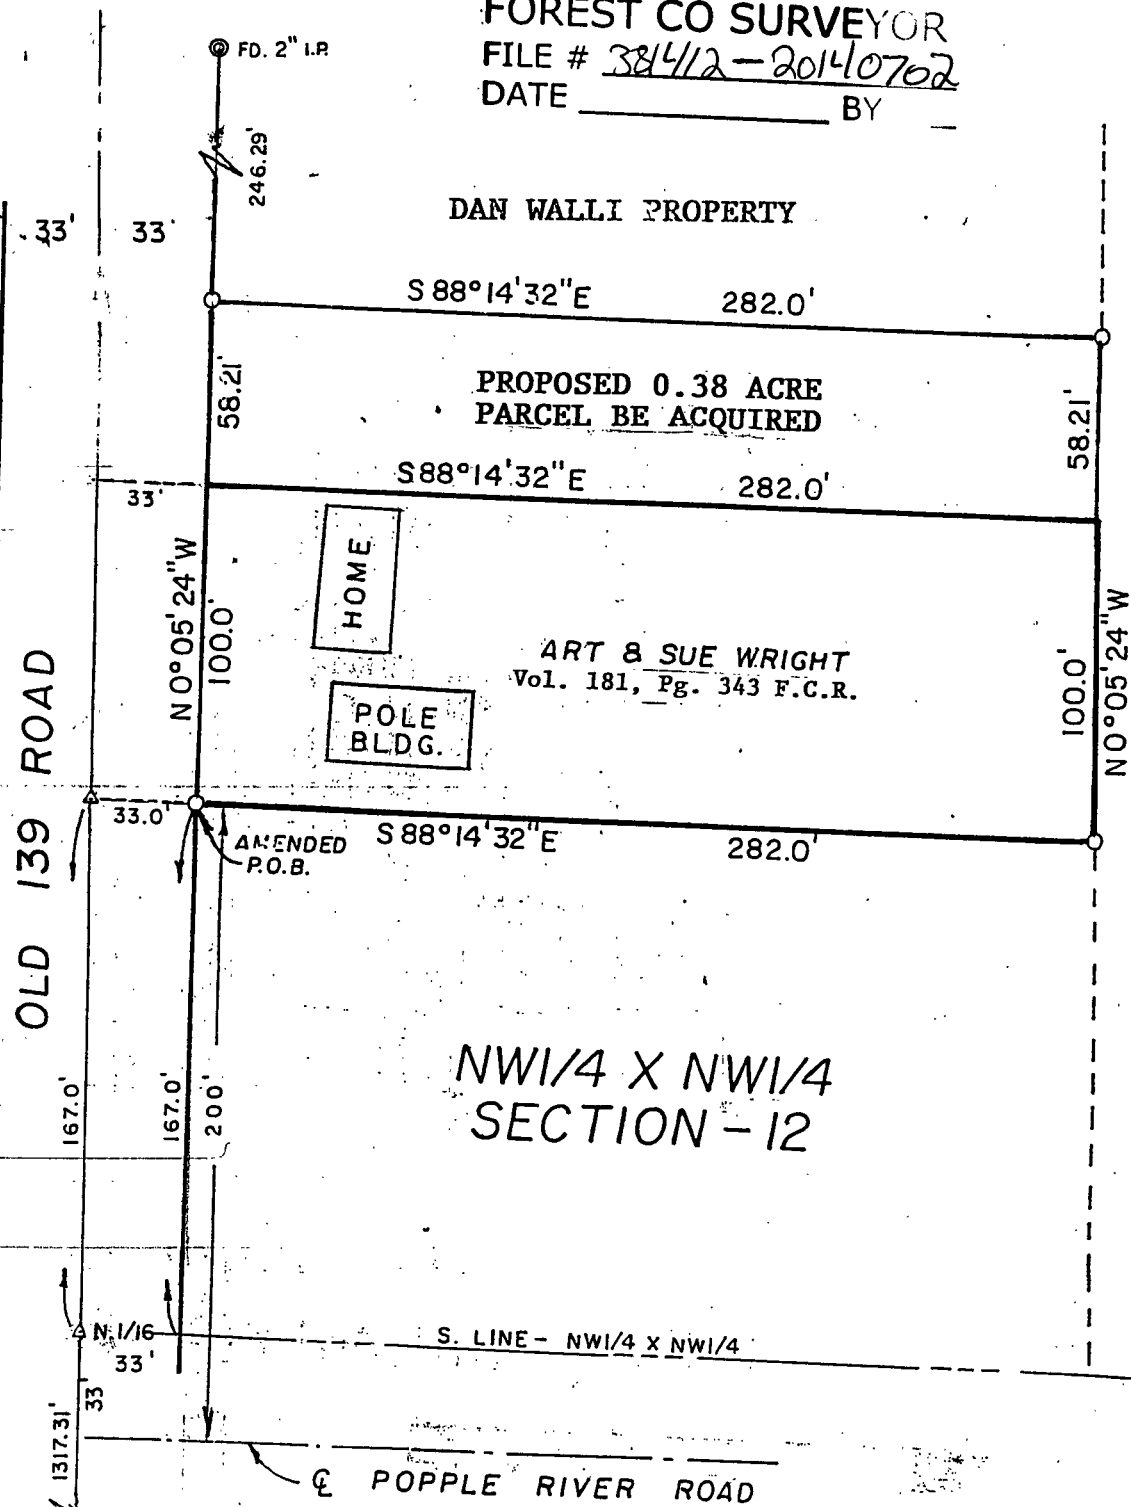 FOREST CO SURVEYOR
FILE # 381412-20140702
DATE BY
FD. 2" I.P.
246.29'
33'
33'
DAN WALLI PROPERTY
S 88°14'32"E 282.0'
58.21'
PROPOSED 0.38 ACRE
PARCEL BE ACQUIRED
58.21'
S 88°14'32"E 282.0'
33'
HOME
N 0°05'24"W
100.0'
ART & SUE WRIGHT
Vol. 181, Pg. 343 F.C.R.
100.0'
N 0°05'24"W
POLE
BLDG.
OLD 139 ROAD
33.0'
AMENDED
P.O.B.
S 88°14'32"E 282.0'
NW1/4 X NW1/4
SECTION - 12
167.0'
167.0'
200'
N.1/16
S. LINE - NW1/4 X NW1/4
33'
33'
1317.31'
℄ POPPLE RIVER ROAD